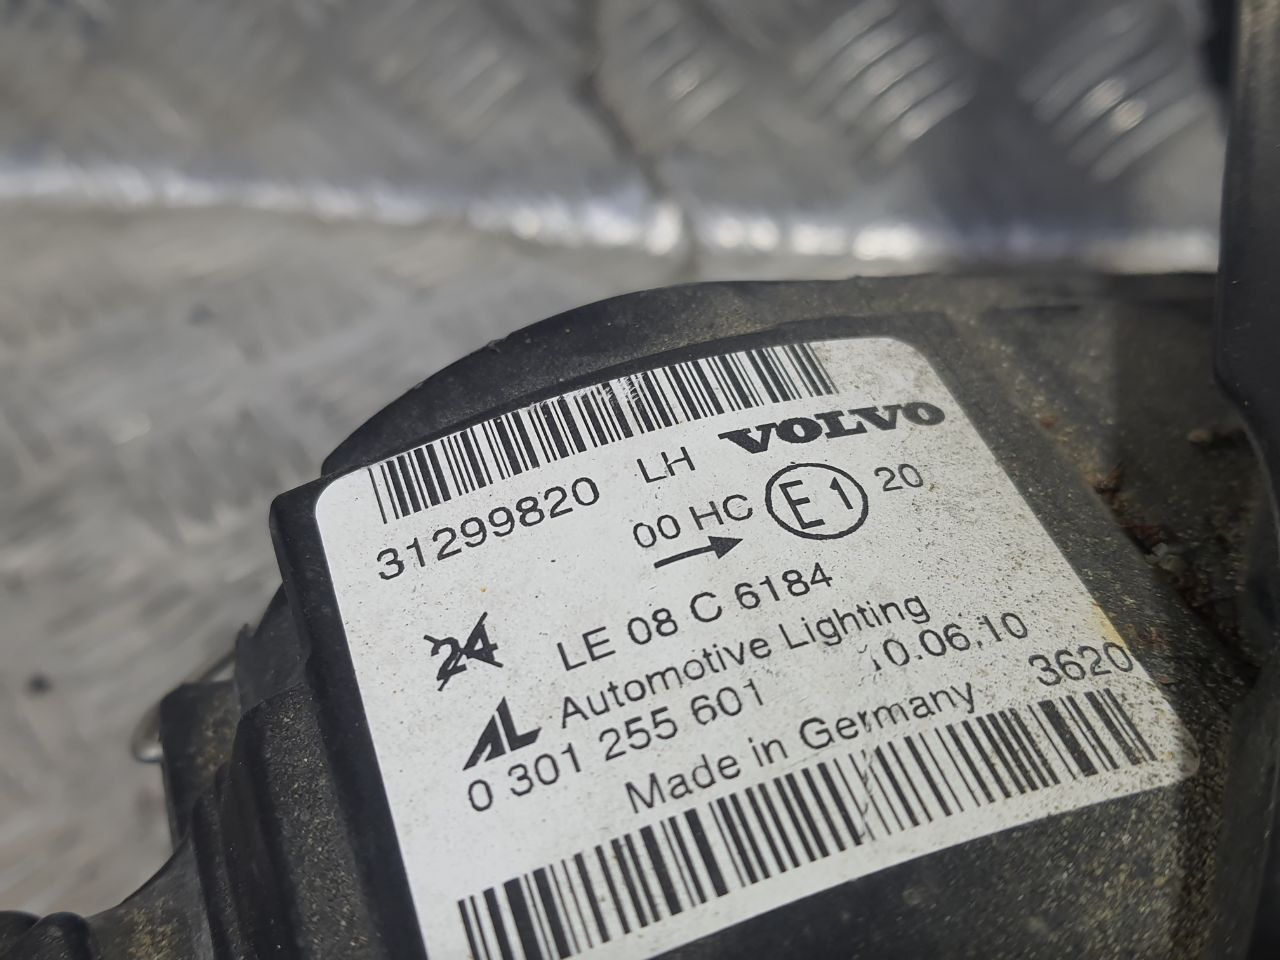 31299820 LH VOLVO
00 HC E1 20
24 LE 08 C 6184
AL Automotive Lighting
0 301 255 601 10.06.10
Made in Germany 3620